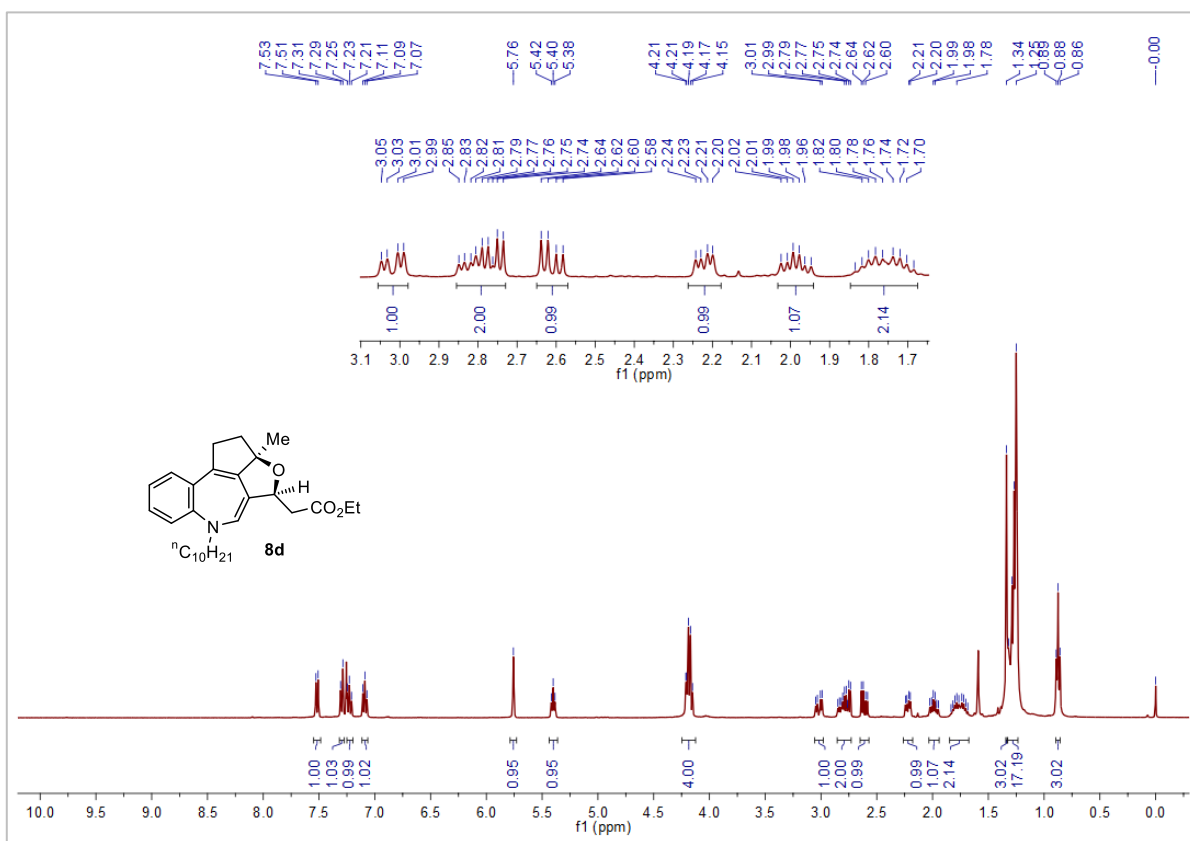 7.53 7.51 7.31 7.29 7.25 7.23 7.21 7.11 7.09 7.07 5.76 5.42 5.40 5.38 4.21 4.21 4.19 4.17 4.15 3.01 2.99 2.79 2.77 2.75 2.74 2.64 2.62 2.60 2.21 2.20 1.99 1.98 1.78 1.34 1.25 0.89 0.88 0.86 -0.00
3.05 3.03 3.01 2.99 2.85 2.83 2.82 2.81 2.79 2.77 2.76 2.75 2.74 2.64 2.62 2.60 2.58 2.24 2.23 2.21 2.20 2.02 2.01 1.99 1.98 1.96 1.82 1.80 1.78 1.76 1.74 1.72 1.70
1.00 2.00 0.99 0.99 1.07 2.14
3.1 3.0 2.9 2.8 2.7 2.6 2.5 2.4 2.3 2.2 2.1 2.0 1.9 1.8 1.7
f1 (ppm)
Me
O
H
CO2Et
N
nC10H21 8d
1.00 1.03 0.99 1.02 0.95 0.95 4.00 1.00 2.00 0.99 0.99 1.07 2.14 3.02 17.19 3.02
10.0 9.5 9.0 8.5 8.0 7.5 7.0 6.5 6.0 5.5 5.0 4.5 4.0 3.5 3.0 2.5 2.0 1.5 1.0 0.5 0.0
f1 (ppm)